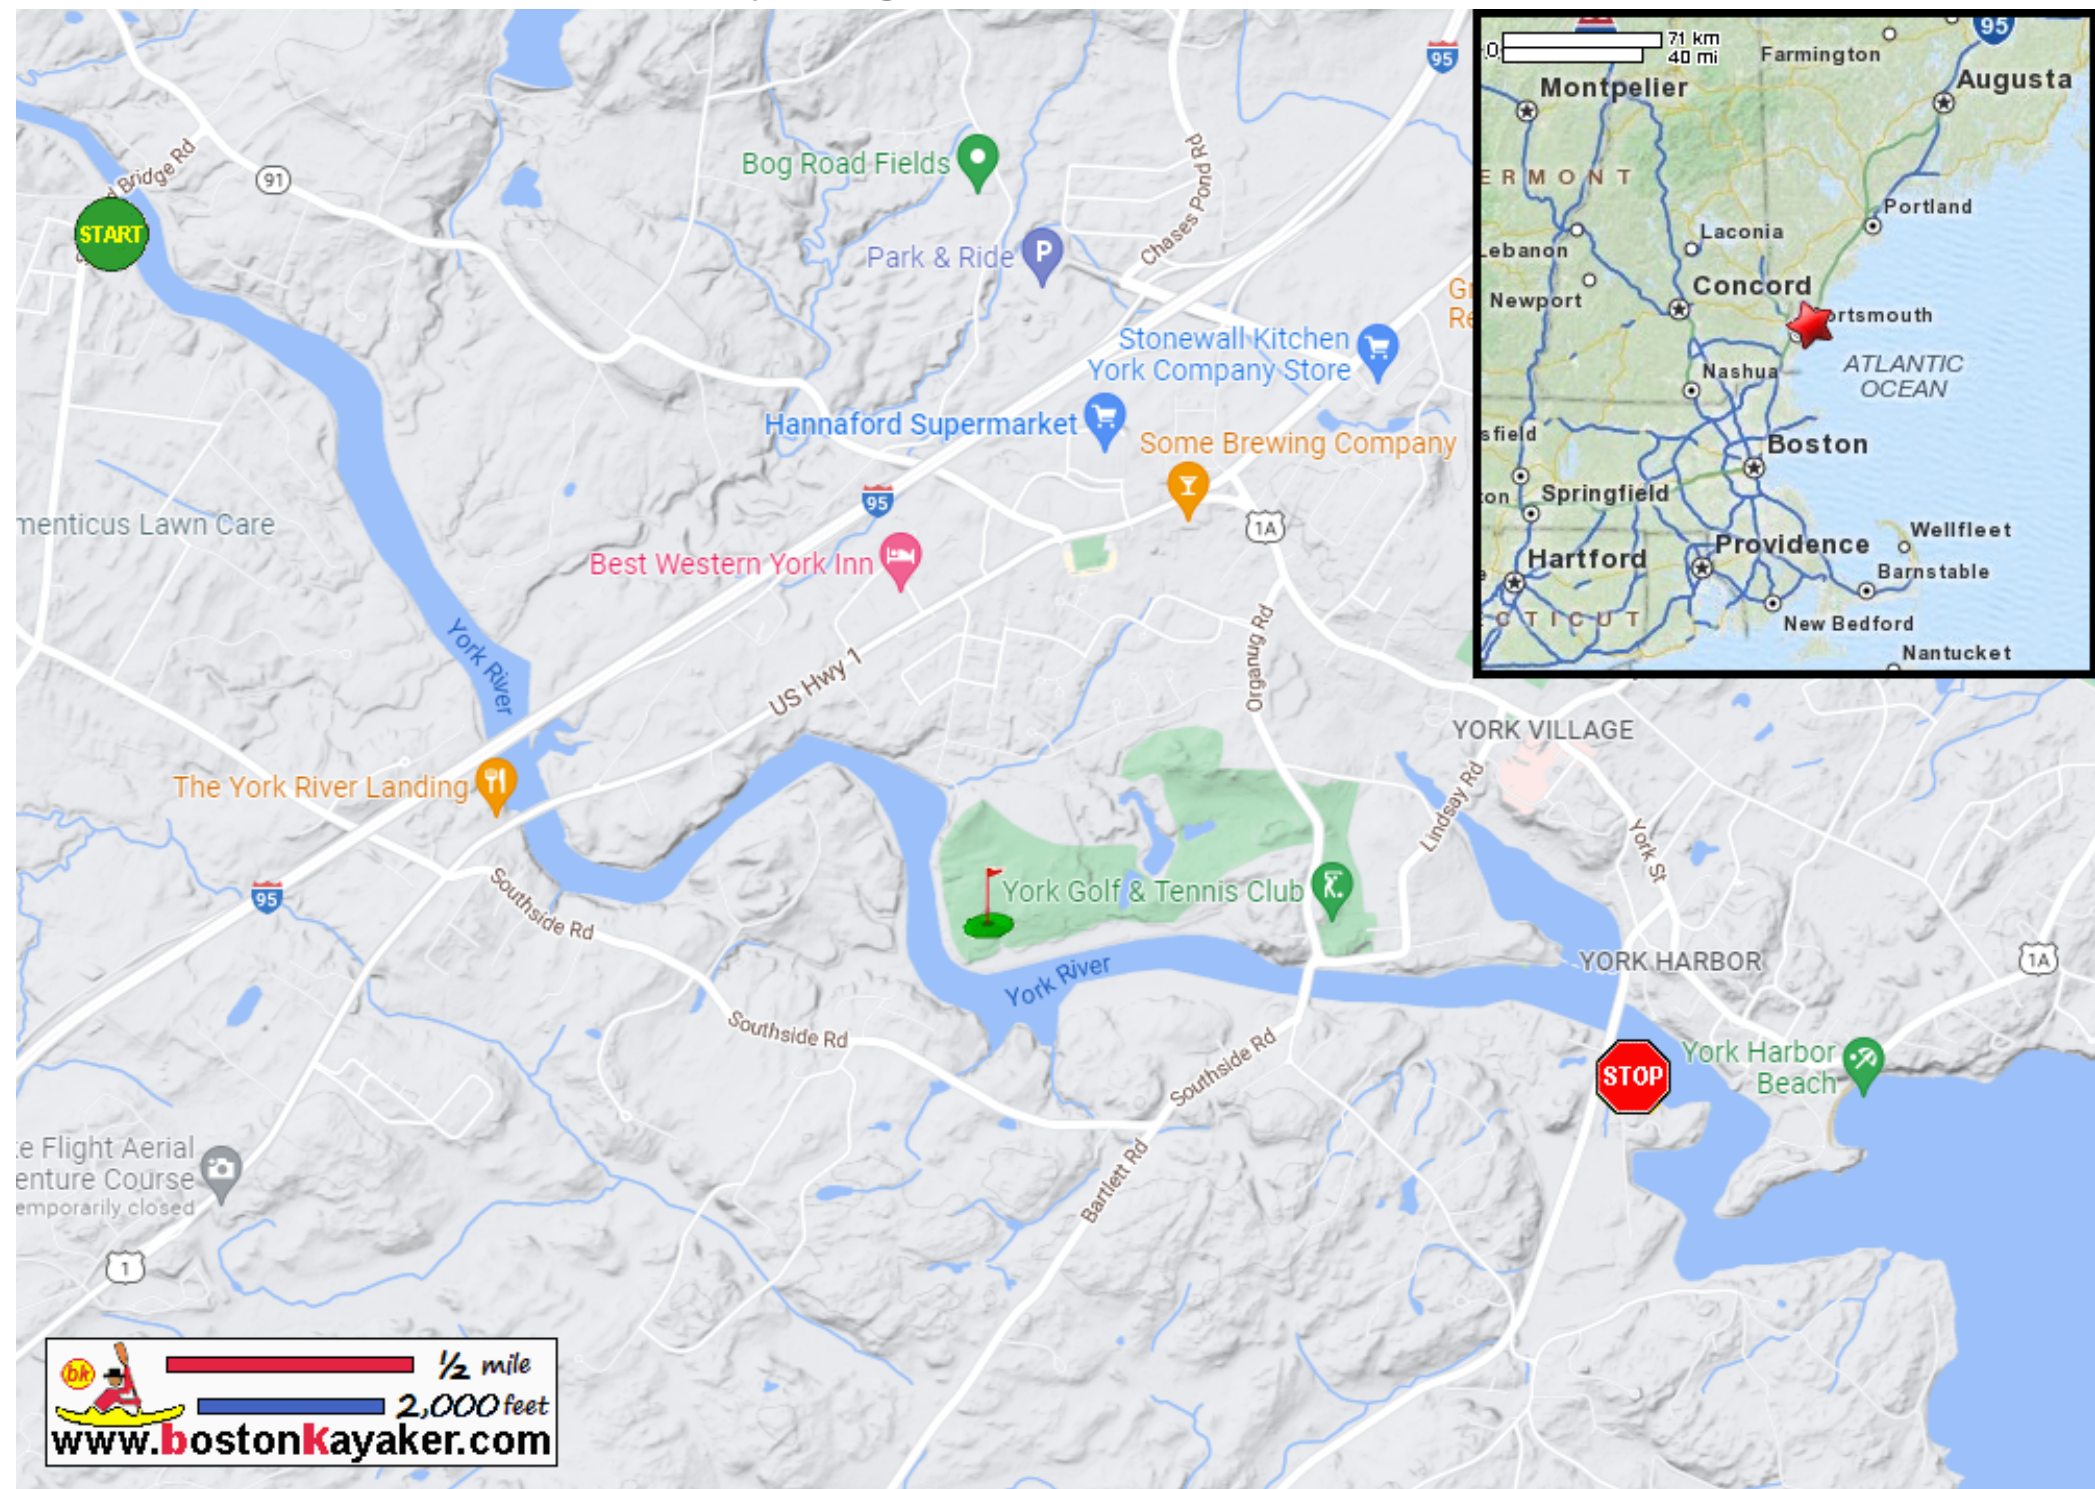 95
91
d Bridge Rd
START
Bog Road Fields
Chases Pond Rd
Park & Ride
Stonewall Kitchen
York Company Store
Hannaford Supermarket
Some Brewing Company
95
1A
menticus Lawn Care
Best Western York Inn
York River
US Hwy 1
Organug Rd
YORK VILLAGE
The York River Landing
Lindsay Rd
York St
95
Southside Rd
York Golf & Tennis Club
York River
YORK HARBOR
1A
Southside Rd
Southside Rd
STOP
York Harbor
Beach
Bartlett Rd
e Flight Aerial
enture Course
emporarily closed
1
bk
½ mile
2,000 feet
www.bostonkayaker.com
0
71 km
40 mi
95
Farmington
Montpelier
Augusta
ERMONT
Portland
Laconia
Lebanon
Concord
Newport
ortsmouth
ATLANTIC
OCEAN
Nashua
sfield
Boston
on
Springfield
Wellfleet
Providence
Hartford
Barnstable
CTICUT
New Bedford
Nantucket